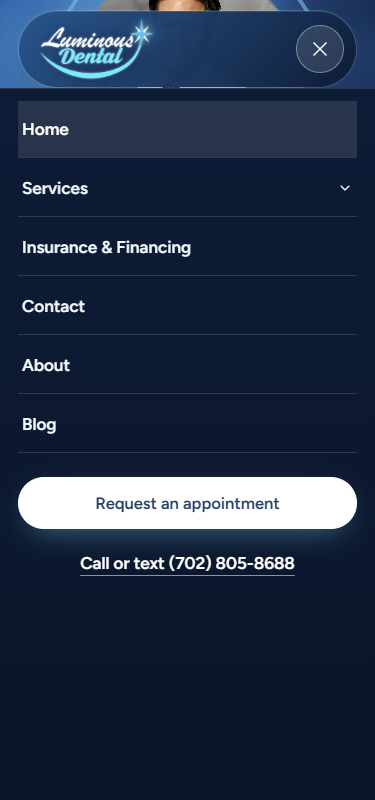 Luminous
Dental
Home
Services
Insurance & Financing
Contact
About
Blog
Request an appointment
Call or text (702) 805-8688